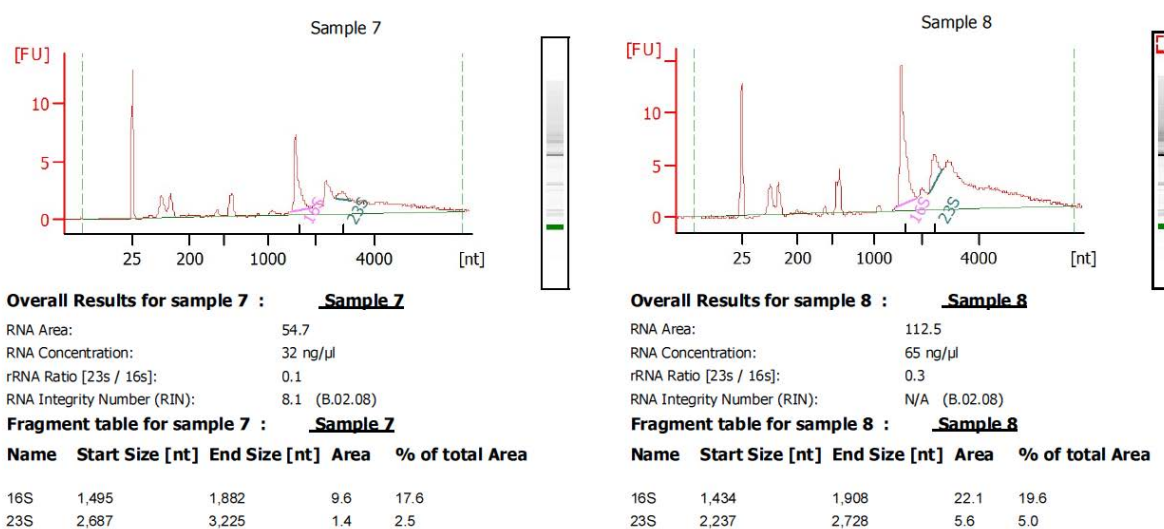 Sample 7
[FU]
10
5
0
16S
23S
25 200 1000 4000 [nt]
Overall Results for sample 7 : Sample 7
RNA Area: 54.7
RNA Concentration: 32 ng/µl
rRNA Ratio [23s / 16s]: 0.1
RNA Integrity Number (RIN): 8.1 (B.02.08)
Fragment table for sample 7 : Sample 7
Name Start Size [nt] End Size [nt] Area % of total Area
16S 1,495 1,882 9.6 17.6
23S 2,687 3,225 1.4 2.5
Sample 8
[FU]
10
5
0
16S
23S
25 200 1000 4000 [nt]
Overall Results for sample 8 : Sample 8
RNA Area: 112.5
RNA Concentration: 65 ng/µl
rRNA Ratio [23s / 16s]: 0.3
RNA Integrity Number (RIN): N/A (B.02.08)
Fragment table for sample 8 : Sample 8
Name Start Size [nt] End Size [nt] Area % of total Area
16S 1,434 1,908 22.1 19.6
23S 2,237 2,728 5.6 5.0